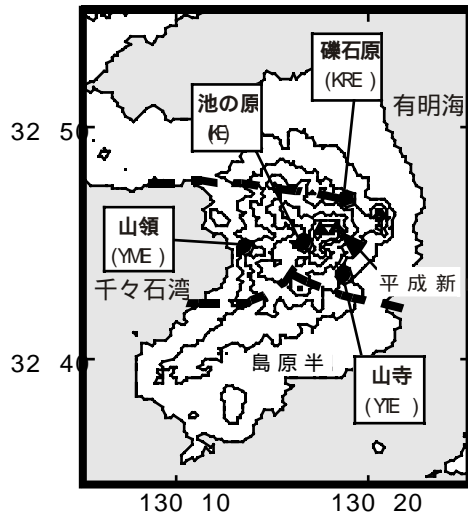 礫石原
(KRE)
有明海
32 50
池の原
(KE)
山領
(YME)
千々石湾
平成新
32 40
島原半
山寺
(YTE)
130 10
130 20